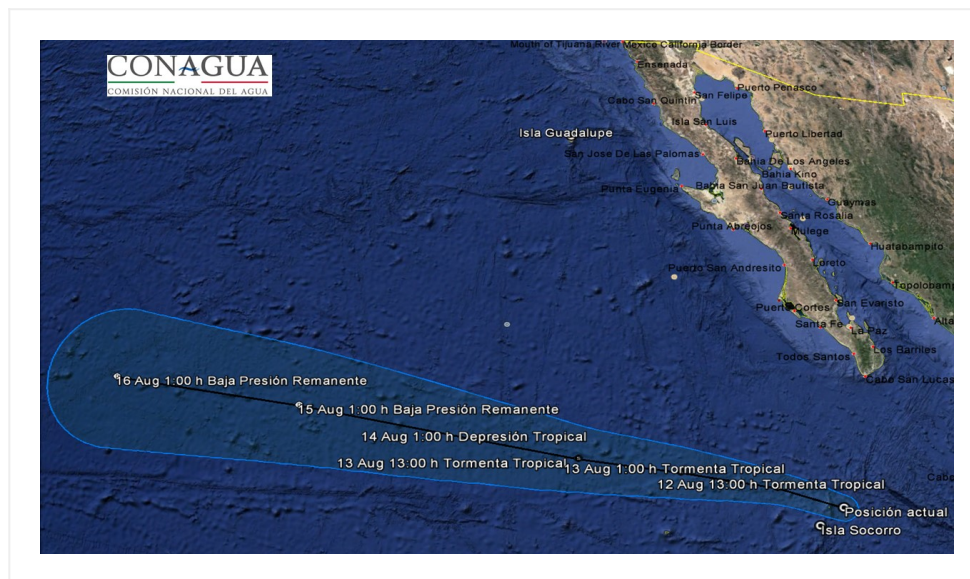 CONAGUA
COMISIÓN NACIONAL DEL AGUA
Mouth of Tijuana River Mexico California Border
Ensenada
Puerto Penasco
San Felipe
Cabo San Quintin
Isla San Luis
Isla Guadalupe
Puerto Libertad
San Jose De Las Palomas
Bahia De Los Angeles
Bahia Kino
Punta Eugenia
Bahia San Juan Bautista
Guaymas
Santa Rosalia
Punta Abreojos
Mulege
Huatabampito
Loreto
Puerto San Andresito
Topolobamp
San Evaristo
Puerto Cortes
Alta
Santa Fe
La Paz
Los Barriles
Todos Santos
Cabo San Lucas
16 Aug 1:00 h Baja Presión Remanente
15 Aug 1:00 h Baja Presión Remanente
14 Aug 1:00 h Depresión Tropical
13 Aug 13:00 h Tormenta Tropical
13 Aug 1:00 h Tormenta Tropical
12 Aug 13:00 h Tormenta Tropical
Cabo
Posición actual
Isla Socorro